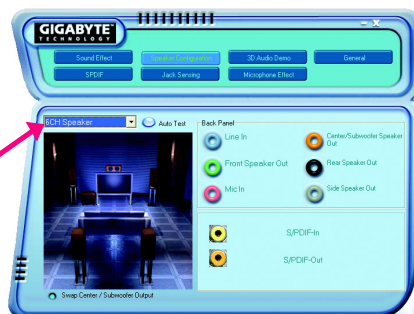 GIGABYTE
TECHNOLOGY
Sound Effect
Speaker Configuration
3D Audio Demo
General
SPDIF
Jack Sensing
Microphone Effect
6CH Speaker
Auto Test
Back Panel
Line In
Center/Subwoofer Speaker
Out
Front Speaker Out
Rear Speaker Out
Mic In
Side Speaker Out
S/PDIF-In
S/PDIF-Out
Swap Center / Subwoofer Output